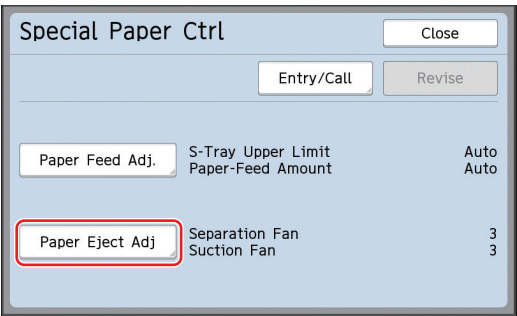 Special Paper Ctrl Close
Entry/Call Revise
Paper Feed Adj. S-Tray Upper Limit Auto
Paper-Feed Amount Auto
Paper Eject Adj Separation Fan 3
Suction Fan 3